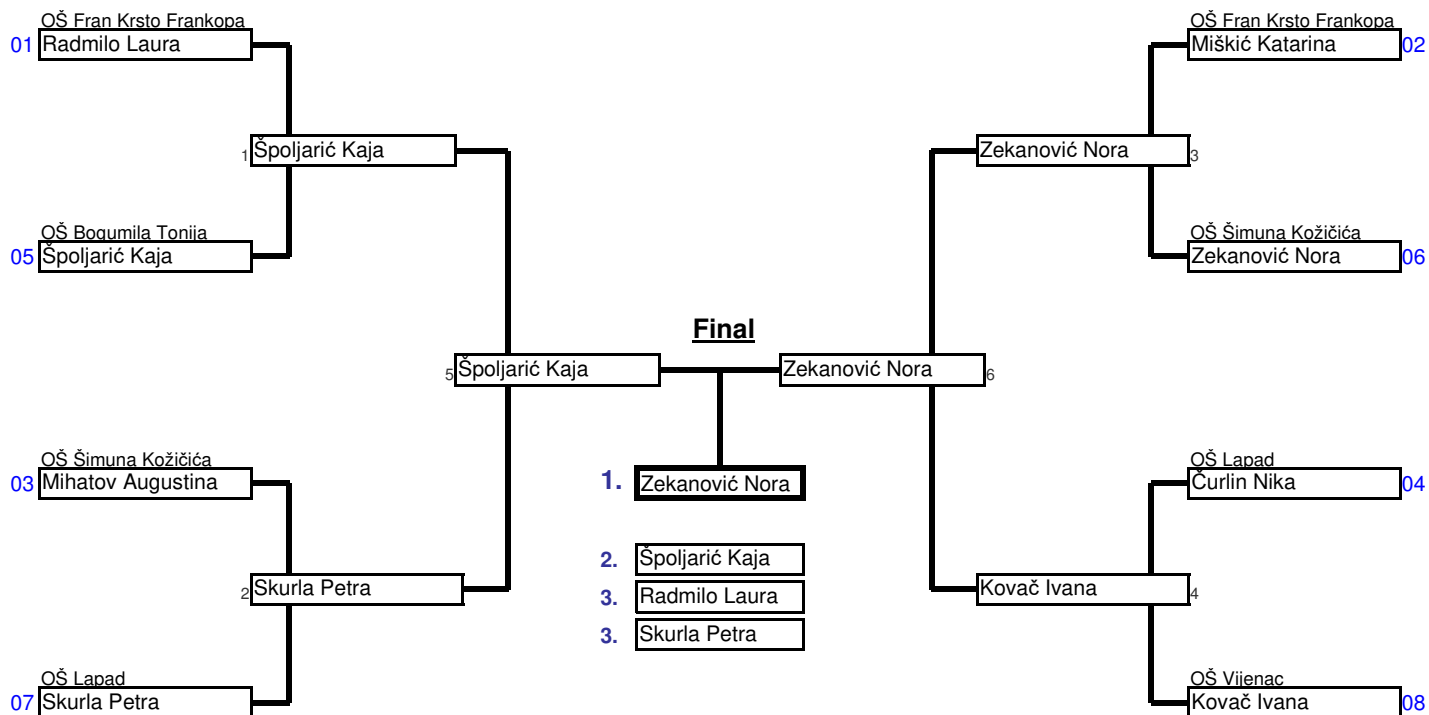 OŠ Fran Krsto Frankopa
01 Radmilo Laura
1 Špoljarić Kaja
OŠ Bogumila Tonija
05 Špoljarić Kaja
5 Špoljarić Kaja
OŠ Šimuna Kožičića
03 Mihatov Augustina
2 Skurla Petra
OŠ Lapad
07 Skurla Petra
Final
1. Zekanović Nora
2. Špoljarić Kaja
3. Radmilo Laura
3. Skurla Petra
OŠ Fran Krsto Frankopa
Miškić Katarina 02
Zekanović Nora 3
OŠ Šimuna Kožičića
Zekanović Nora 06
Zekanović Nora 6
OŠ Lapad
Čurlin Nika 04
Kovač Ivana 4
OŠ Vijenac
Kovač Ivana 08